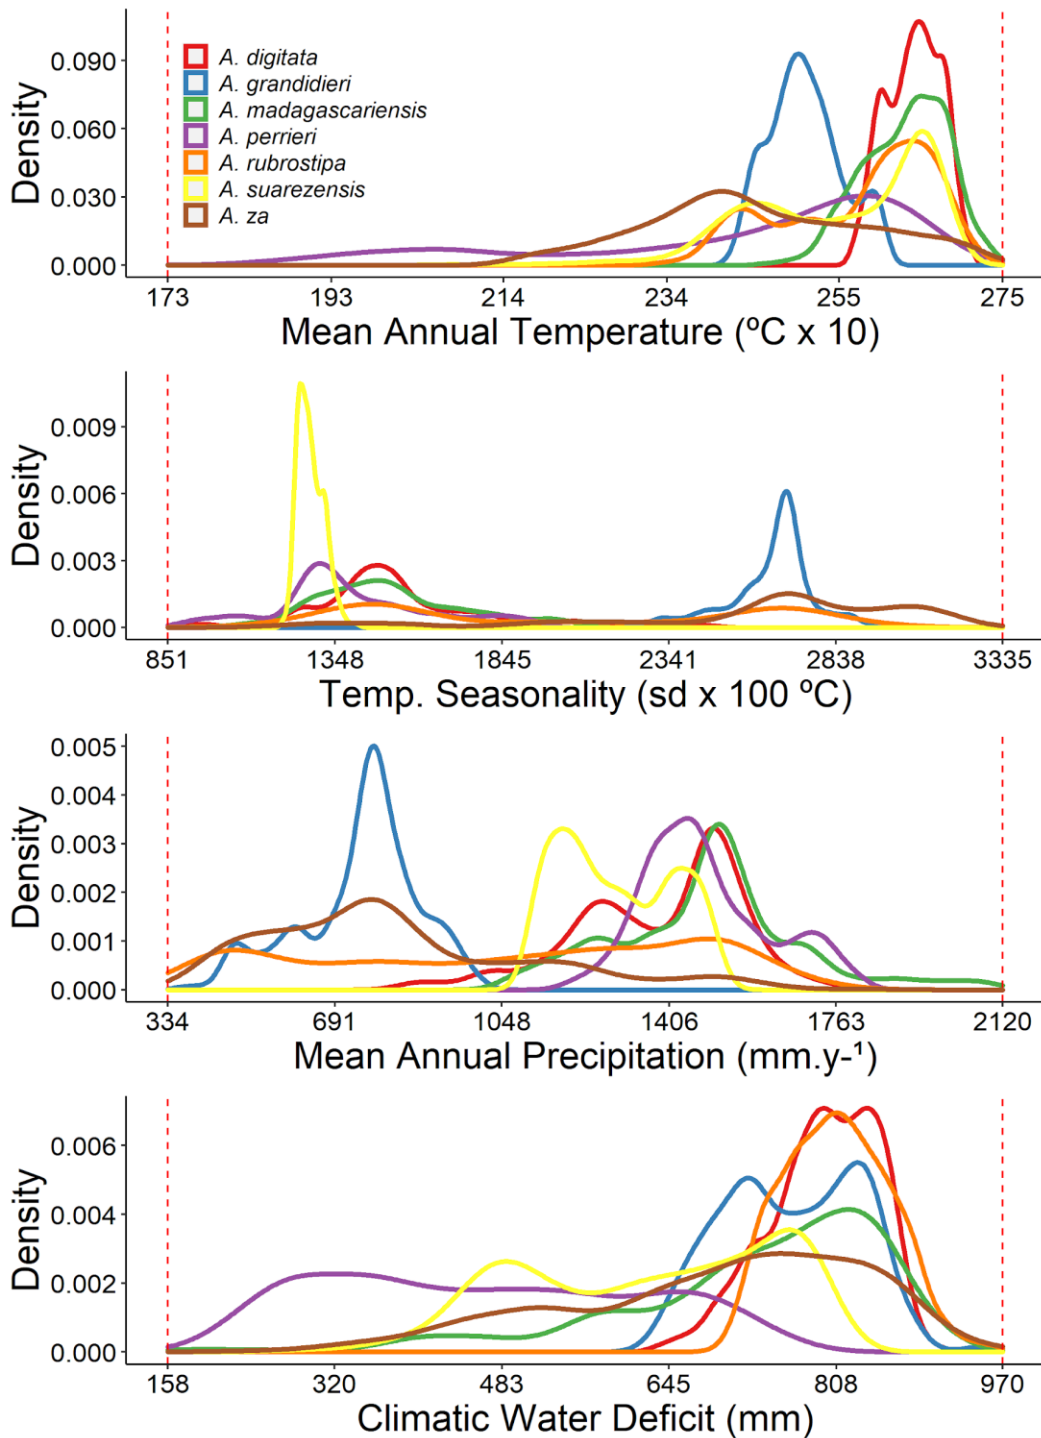 Density
0.090
0.060
0.030
0.000
A. digitata
A. grandidieri
A. madagascariensis
A. perrieri
A. rubrostipa
A. suarezensis
A. za
173 193 214 234 255 275
Mean Annual Temperature (ºC x 10)
Density
0.009
0.006
0.003
0.000
851 1348 1845 2341 2838 3335
Temp. Seasonality (sd x 100 ºC)
Density
0.005
0.004
0.003
0.002
0.001
0.000
334 691 1048 1406 1763 2120
Mean Annual Precipitation (mm.y-¹)
Density
0.006
0.004
0.002
0.000
158 320 483 645 808 970
Climatic Water Deficit (mm)